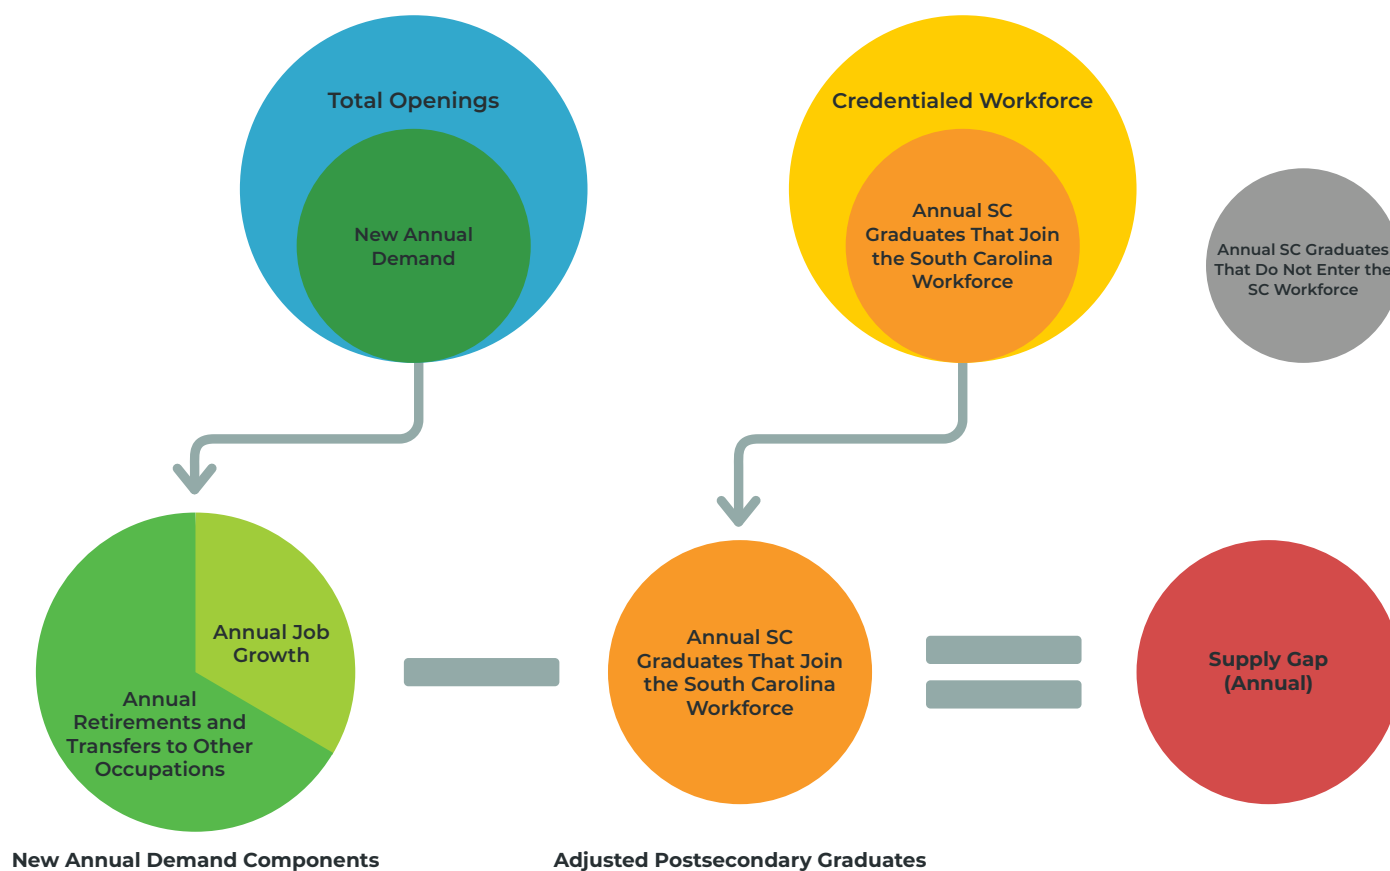 Total Openings
New Annual
Demand
Credentialed Workforce
Annual SC
Graduates That Join
the South Carolina
Workforce
Annual SC Graduates
That Do Not Enter the
SC Workforce
Annual Job
Growth
Annual
Retirements and
Transfers to Other
Occupations
Annual SC
Graduates That Join
the South Carolina
Workforce
Supply Gap
(Annual)
New Annual Demand Components
Adjusted Postsecondary Graduates